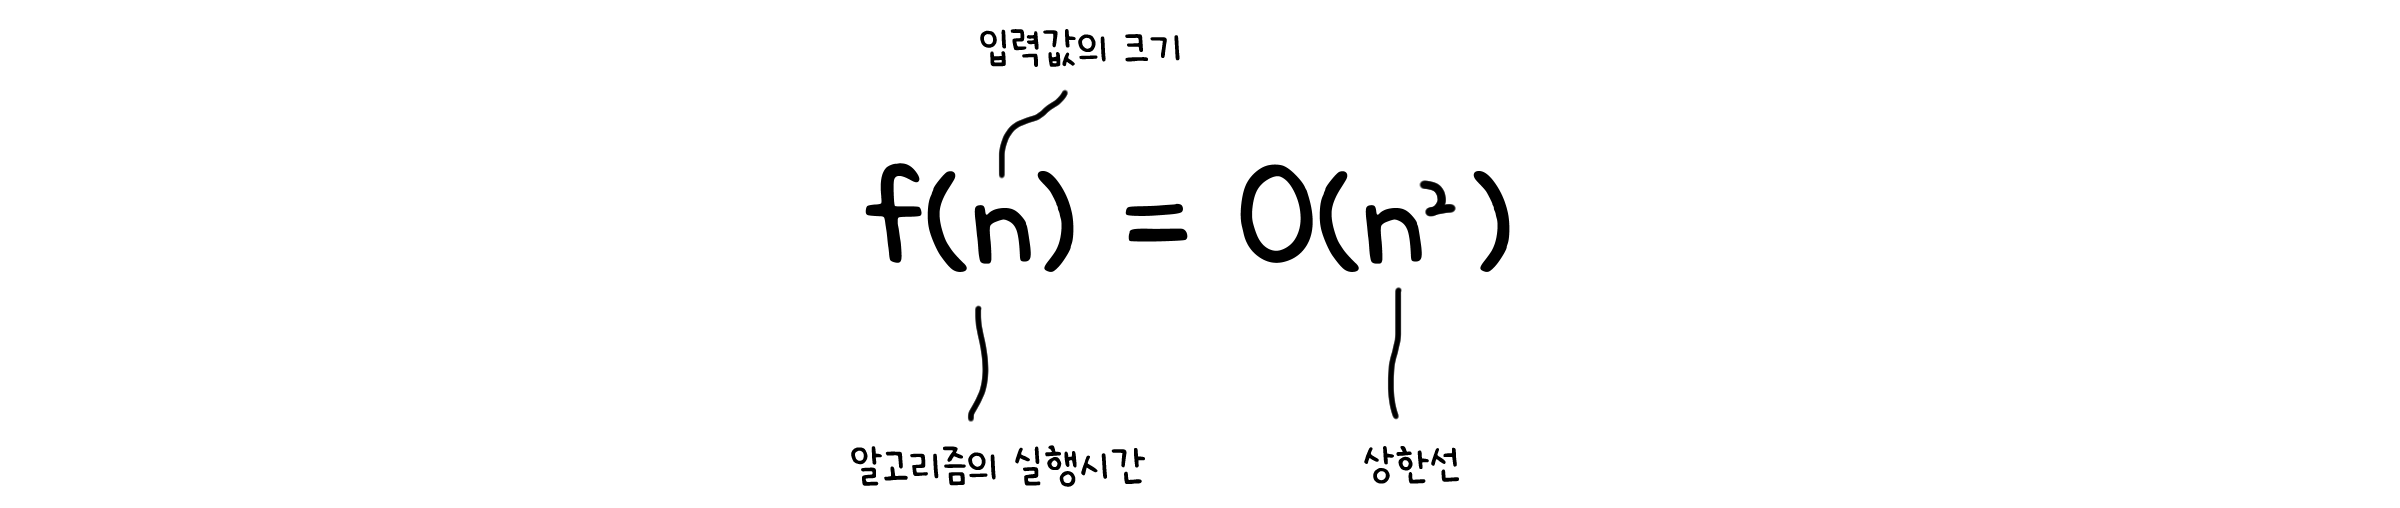 입력값의 크기
f(n) = O(n²)
알고리즘의 실행시간
상한선